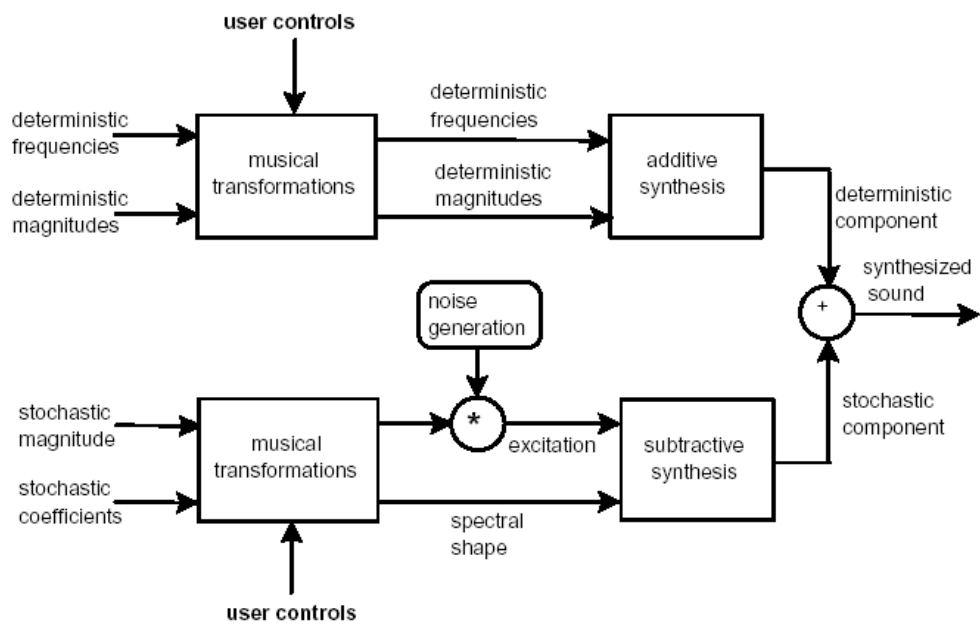 user controls
deterministic
frequencies
deterministic
magnitudes
musical
transformations
deterministic
frequencies
deterministic
magnitudes
additive
synthesis
deterministic
component
synthesized
sound
+
noise
generation
stochastic
magnitude
stochastic
coefficients
musical
transformations
*
excitation
spectral
shape
subtractive
synthesis
stochastic
component
user controls